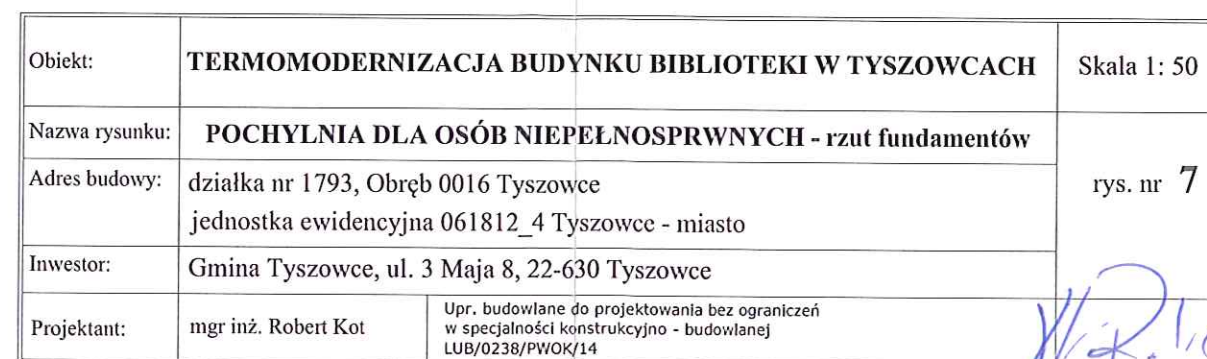 Obiekt: TERMOMODERNIZACJA BUDYNKU BIBLIOTEKI W TYSZOWCACH Skala 1: 50
Nazwa rysunku: POCHYLNIA DLA OSÓB NIEPEŁNOSPRWNYCH - rzut fundamentów
Adres budowy: działka nr 1793, Obręb 0016 Tyszowce rys. nr 7
jednostka ewidencyjna 061812_4 Tyszowce - miasto
Inwestor: Gmina Tyszowce, ul. 3 Maja 8, 22-630 Tyszowce
Projektant: mgr inż. Robert Kot
Upr. budowlane do projektowania bez ograniczeń
w specjalności konstrukcyjno - budowlanej
LUB/0238/PWOK/14